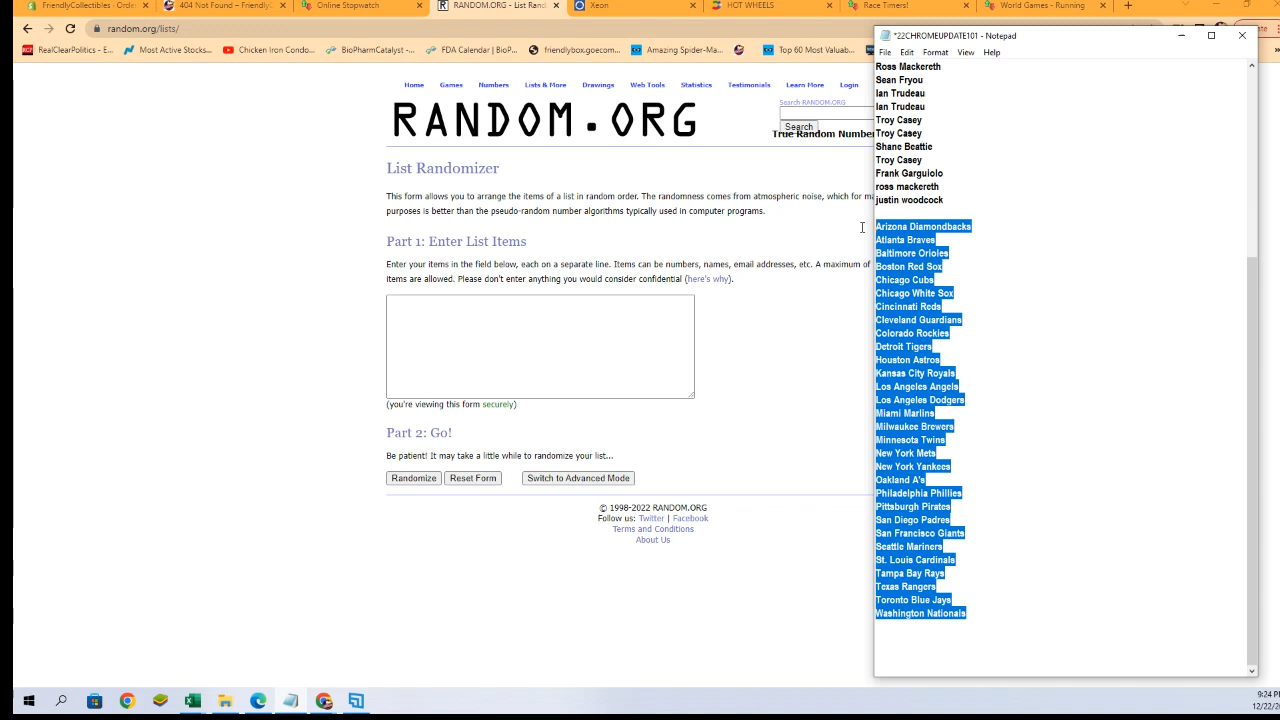 FriendlyCollectibles - Orde
404 Not Found – FriendlyC
Online Stopwatch
RANDOM.ORG - List Rand
Xeon
HOT WHEELS
Race Timers!
World Games - Running
random.org/lists/
RealClearPolitics - E...
Most Active Stocks...
Chicken Iron Condo...
BioPharmCatalyst -...
FDA Calendar | BioP...
friendlybox.goecom...
Amazing Spider-Ma...
Top 60 Most Valuab...
Home
Games
Numbers
Lists & More
Drawings
Web Tools
Statistics
Testimonials
Learn More
Login
Search RANDOM.ORG
RANDOM.ORG
Search
True Random Number
List Randomizer
This form allows you to arrange the items of a list in random order. The randomness comes from atmospheric noise, which for ma
purposes is better than the pseudo-random number algorithms typically used in computer programs.
Part 1: Enter List Items
Enter your items in the field below, each on a separate line. Items can be numbers, names, email addresses, etc. A maximum of
items are allowed. Please don't enter anything you would consider confidential (here's why).
(you're viewing this form securely)
Part 2: Go!
Be patient! It may take a little while to randomize your list...
Randomize
Reset Form
Switch to Advanced Mode
© 1998-2022 RANDOM.ORG
Follow us: Twitter | Facebook
Terms and Conditions
About Us
*22CHROMEUPDATE101 - Notepad
File Edit Format View Help
Ross Mackereth
Sean Fryou
Ian Trudeau
Ian Trudeau
Troy Casey
Troy Casey
Shane Beattie
Troy Casey
Frank Garguiolo
ross mackereth
justin woodcock
Arizona Diamondbacks
Atlanta Braves
Baltimore Orioles
Boston Red Sox
Chicago Cubs
Chicago White Sox
Cincinnati Reds
Cleveland Guardians
Colorado Rockies
Detroit Tigers
Houston Astros
Kansas City Royals
Los Angeles Angels
Los Angeles Dodgers
Miami Marlins
Milwaukee Brewers
Minnesota Twins
New York Mets
New York Yankees
Oakland A's
Philadelphia Phillies
Pittsburgh Pirates
San Diego Padres
San Francisco Giants
Seattle Mariners
St. Louis Cardinals
Tampa Bay Rays
Texas Rangers
Toronto Blue Jays
Washington Nationals
9:24 P
12/22/2